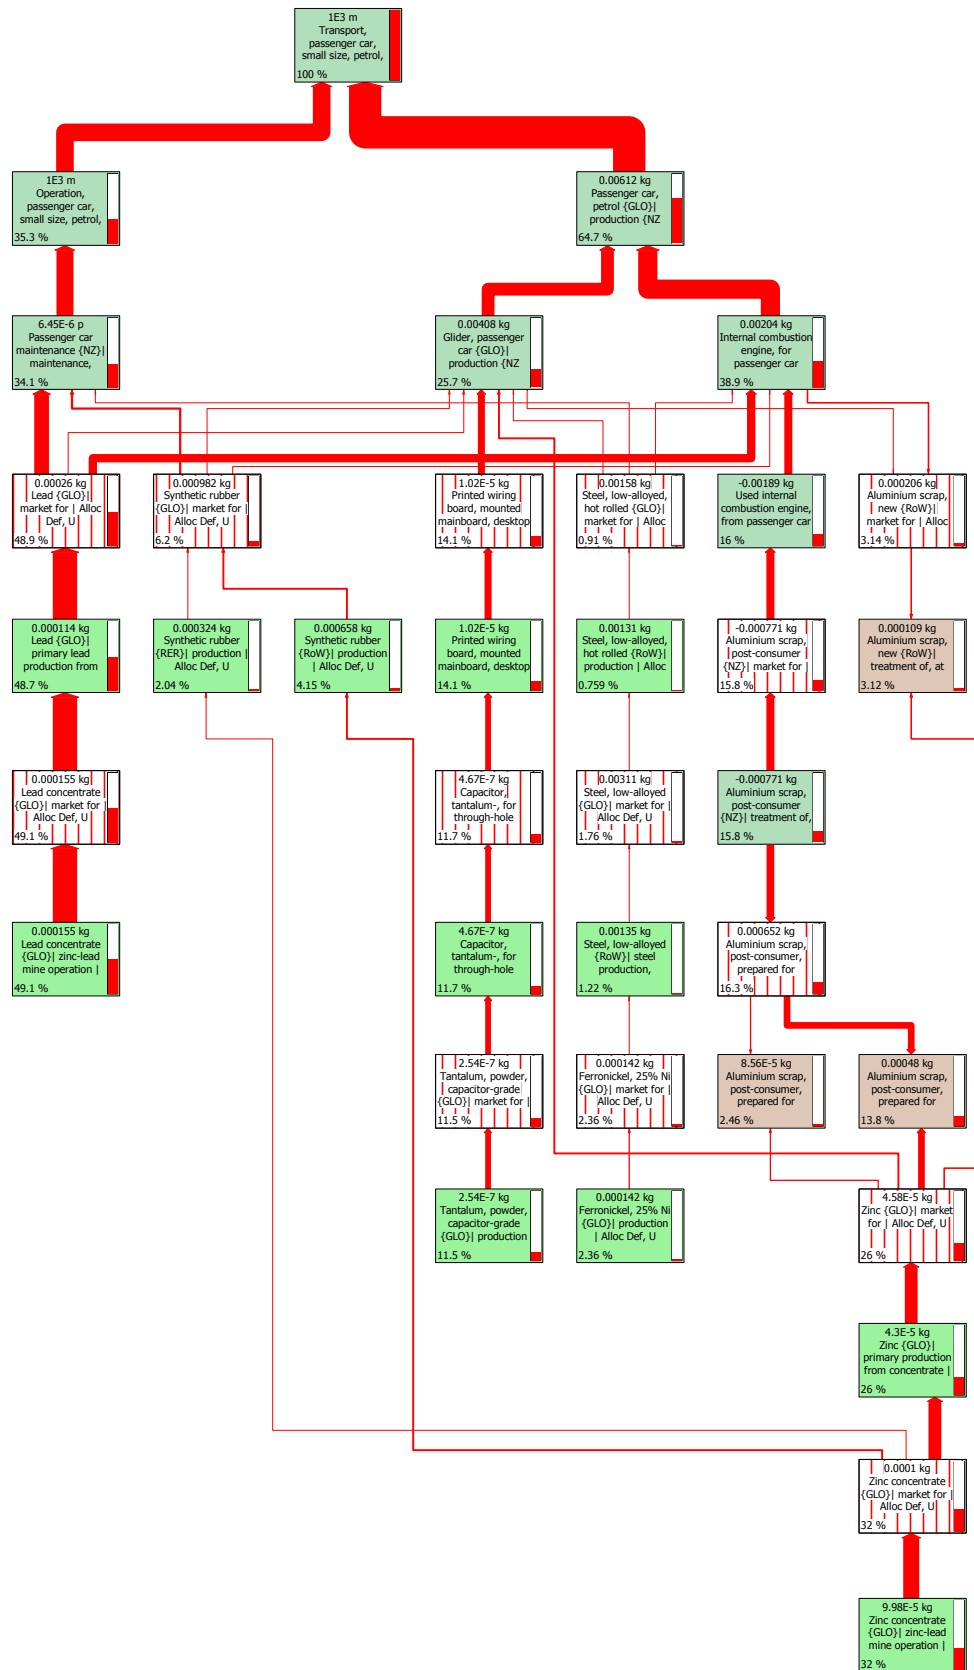 1E3 m
Transport,
passenger car,
small size, petrol,
100 %
1E3 m
Operation,
passenger car,
small size, petrol,
35.3 %
0.00612 kg
Passenger car,
petrol {GLO}|
production {NZ
64.7 %
6.45E-6 p
Passenger car
maintenance {NZ}|
maintenance,
34.1 %
0.00408 kg
Glider, passenger
car {GLO}|
production {NZ
25.7 %
0.00204 kg
Internal combustion
engine, for
passenger car
38.9 %
0.00026 kg
Lead {GLO}|
market for | Alloc
Def, U
48.9 %
0.000982 kg
Synthetic rubber
{GLO}| market for |
Alloc Def, U
6.2 %
1.02E-5 kg
Printed wiring
board, mounted
mainboard, desktop
14.1 %
0.00158 kg
Steel, low-alloyed,
hot rolled {GLO}|
market for | Alloc
0.91 %
-0.00189 kg
Used internal
combustion engine,
from passenger car
16 %
0.000206 kg
Aluminium scrap,
new {RoW}|
market for | Alloc
3.14 %
0.000114 kg
Lead {GLO}|
primary lead
production from
48.7 %
0.000324 kg
Synthetic rubber
{RER}| production |
Alloc Def, U
2.04 %
0.000658 kg
Synthetic rubber
{RoW}| production
| Alloc Def, U
4.15 %
1.02E-5 kg
Printed wiring
board, mounted
mainboard, desktop
14.1 %
0.00131 kg
Steel, low-alloyed,
hot rolled {RoW}|
production | Alloc
0.759 %
-0.000771 kg
Aluminium scrap,
post-consumer
{NZ}| market for |
15.8 %
0.000109 kg
Aluminium scrap,
new {RoW}|
treatment of, at
3.12 %
0.000155 kg
Lead concentrate
{GLO}| market for |
Alloc Def, U
49.1 %
4.67E-7 kg
Capacitor,
tantalum-, for
through-hole
11.7 %
0.00311 kg
Steel, low-alloyed
{GLO}| market for |
Alloc Def, U
1.76 %
-0.000771 kg
Aluminium scrap,
post-consumer
{NZ}| treatment of,
15.8 %
0.000155 kg
Lead concentrate
{GLO}| zinc-lead
mine operation |
49.1 %
4.67E-7 kg
Capacitor,
tantalum-, for
through-hole
11.7 %
0.00135 kg
Steel, low-alloyed
{RoW}| steel
production,
1.22 %
0.000652 kg
Aluminium scrap,
post-consumer,
prepared for
16.3 %
2.54E-7 kg
Tantalum, powder,
capacitor-grade
{GLO}| market for |
11.5 %
0.000142 kg
Ferronickel, 25% Ni
{GLO}| market for |
Alloc Def, U
2.36 %
8.56E-5 kg
Aluminium scrap,
post-consumer,
prepared for
2.46 %
0.00048 kg
Aluminium scrap,
post-consumer,
prepared for
13.8 %
2.54E-7 kg
Tantalum, powder,
capacitor-grade
{GLO}| production
11.5 %
0.000142 kg
Ferronickel, 25% Ni
{GLO}| production
| Alloc Def, U
2.36 %
4.58E-5 kg
Zinc {GLO}| market
for | Alloc Def, U
26 %
4.3E-5 kg
Zinc {GLO}|
primary production
from concentrate |
26 %
0.0001 kg
Zinc concentrate
{GLO}| market for |
Alloc Def, U
32 %
9.98E-5 kg
Zinc concentrate
{GLO}| zinc-lead
mine operation |
32 %